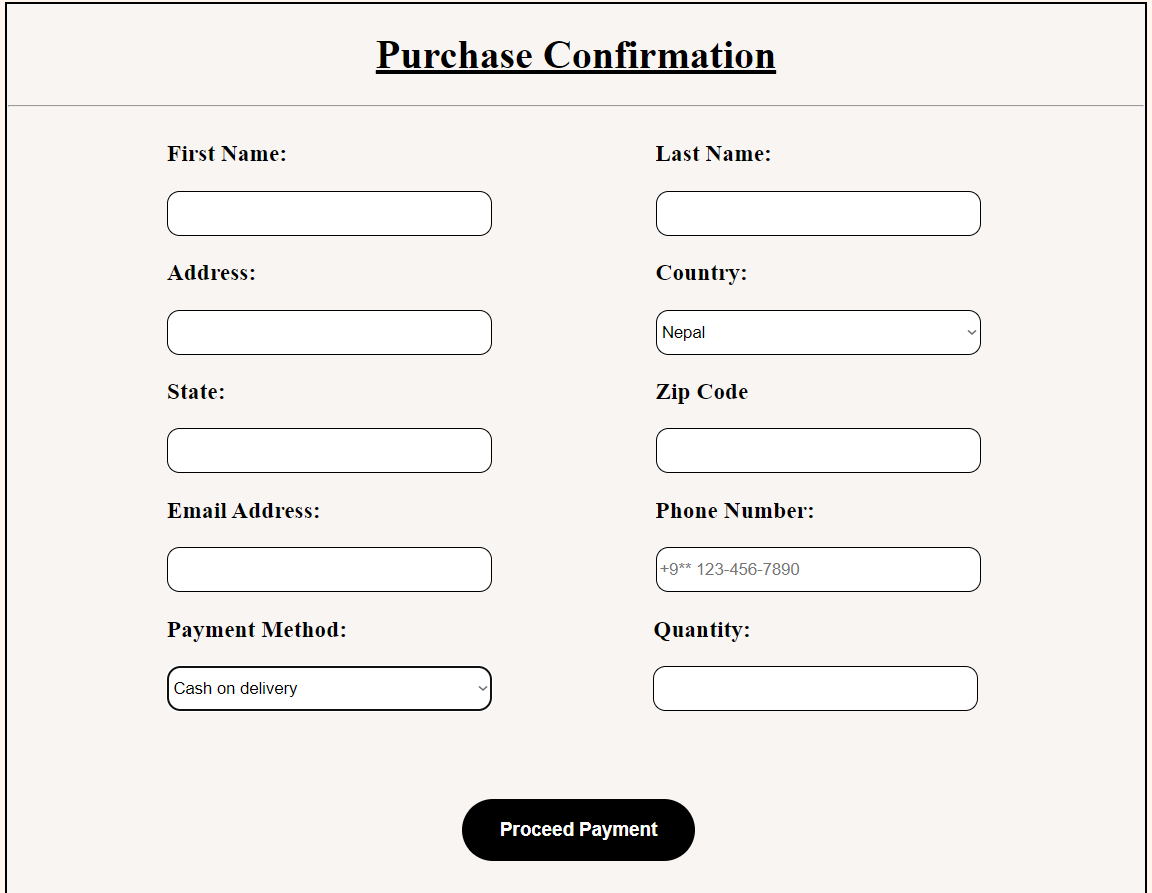 Purchase Confirmation
First Name:
Last Name:
Address:
Country:
Nepal
State:
Zip Code
Email Address:
Phone Number:
+9** 123-456-7890
Payment Method:
Quantity:
Cash on delivery
Proceed Payment